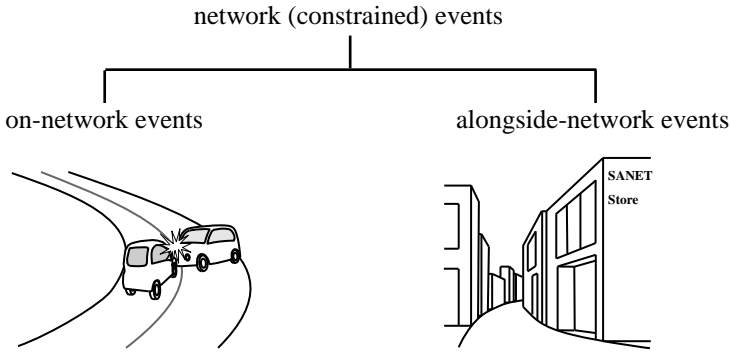 network (constrained) events
on-network events
alongside-network events
SANET
Store